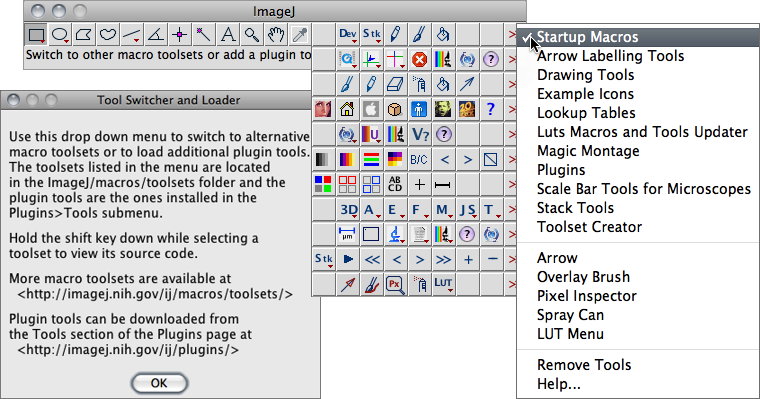 ImageJ
Switch to other macro toolsets or add a plugin to
Tool Switcher and Loader
Use this drop down menu to switch to alternative
macro toolsets or to load additional plugin tools.
The toolsets listed in the menu are located
in the ImageJ/macros/toolsets folder and the
plugin tools are the ones installed in the
Plugins>Tools submenu.
Hold the shift key down while selecting a
toolset to view its source code.
More macro toolsets are available at
<http://imagej.nih.gov/ij/macros/toolsets/>
Plugin tools can be downloaded from
the Tools section of the Plugins page at
<http://imagej.nih.gov/ij/plugins/>
OK
Dev Stk >
>
>
? >
U V? ? >
B/C < > >
AB
CD >
3D A E F M JS T >
µm ? >
Stk << < > >> + − >
Px LUT >
Startup Macros
Arrow Labelling Tools
Drawing Tools
Example Icons
Lookup Tables
Luts Macros and Tools Updater
Magic Montage
Plugins
Scale Bar Tools for Microscopes
Stack Tools
Toolset Creator
Arrow
Overlay Brush
Pixel Inspector
Spray Can
LUT Menu
Remove Tools
Help...